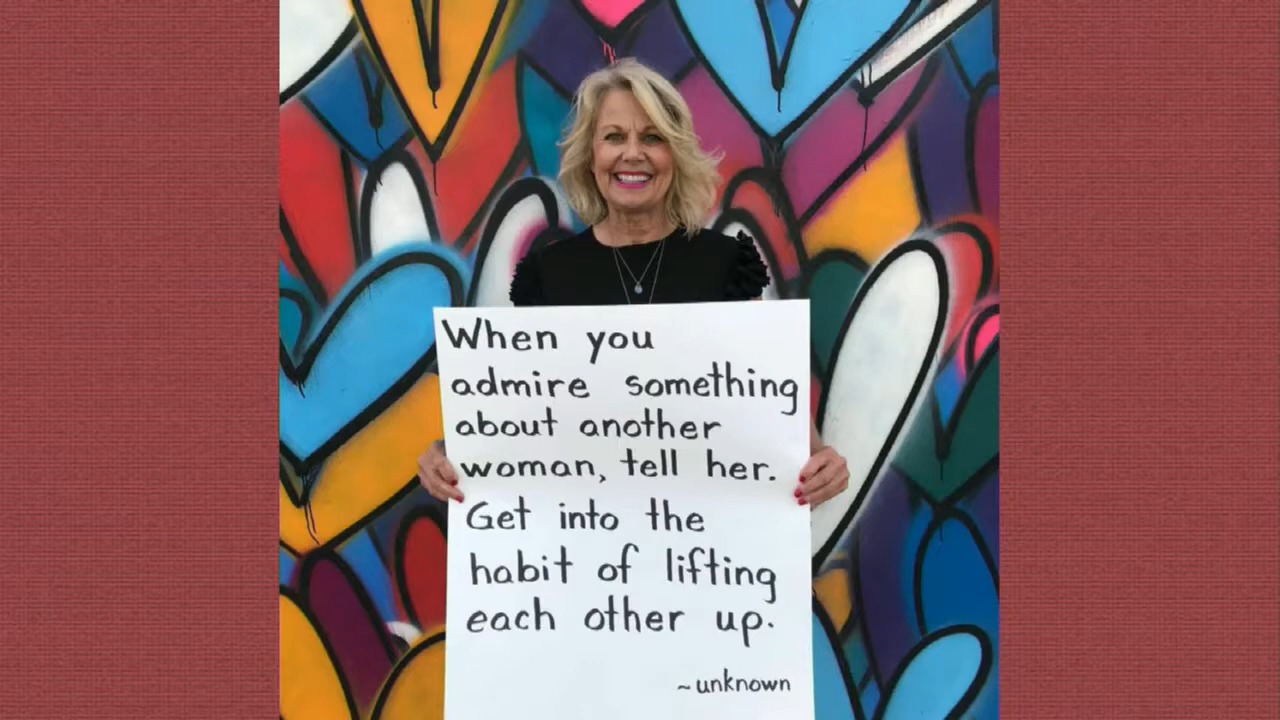 When you
admire something
about another
woman, tell her.
Get into the
habit of lifting
each other up.
~unknown